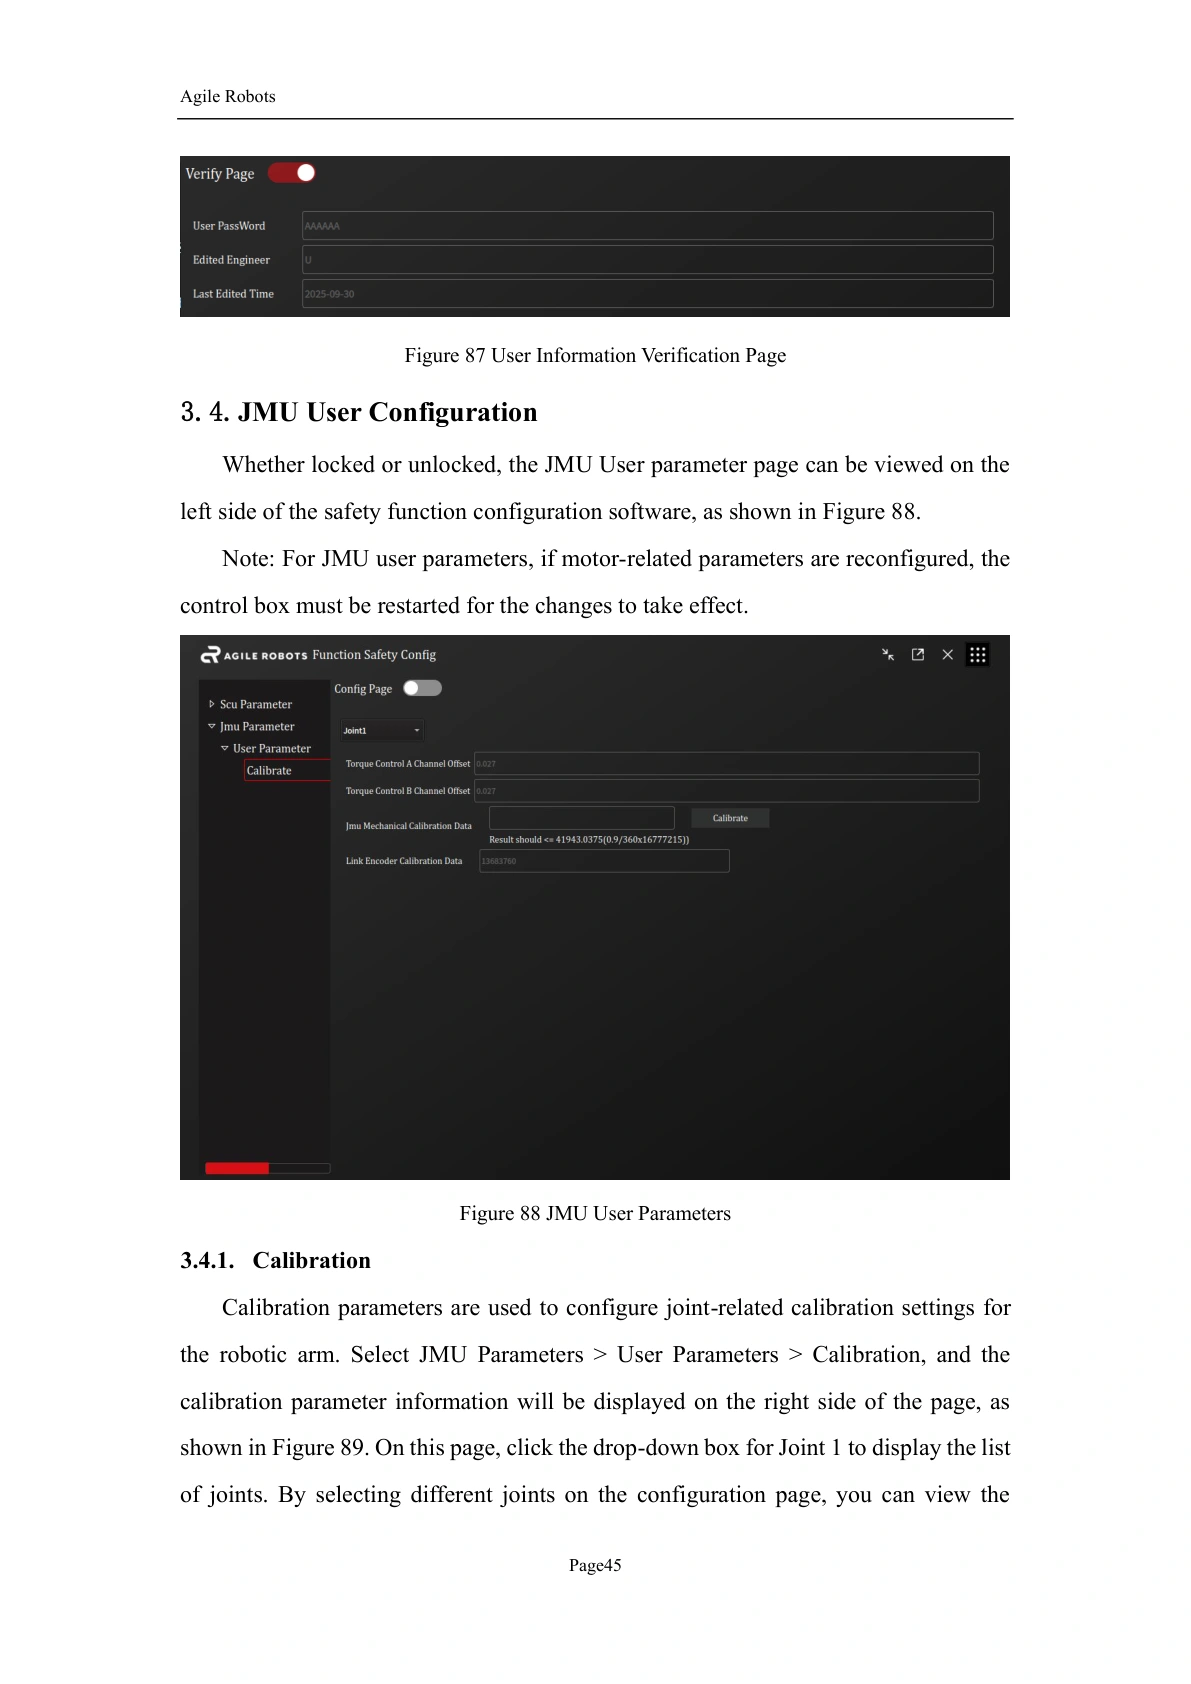 Agile Robots
Verify Page
User PassWord AAAAAA
Edited Engineer U
Last Edited Time 2025-09-30
Figure 87 User Information Verification Page
3. 4. JMU User Configuration
Whether locked or unlocked, the JMU User parameter page can be viewed on the
left side of the safety function configuration software, as shown in Figure 88.
Note: For JMU user parameters, if motor-related parameters are reconfigured, the
control box must be restarted for the changes to take effect.
AGILE ROBOTS Function Safety Config
Config Page
Scu Parameter
Jmu Parameter
User Parameter
Calibrate
Joint1
Torque Control A Channel Offset 0.027
Torque Control B Channel Offset 0.027
Jmu Mechanical Calibration Data Calibrate
Result should <= 41943.0375(0.9/360x16777215))
Link Encoder Calibration Data 13683760
Figure 88 JMU User Parameters
3.4.1. Calibration
Calibration parameters are used to configure joint-related calibration settings for
the robotic arm. Select JMU Parameters > User Parameters > Calibration, and the
calibration parameter information will be displayed on the right side of the page, as
shown in Figure 89. On this page, click the drop-down box for Joint 1 to display the list
of joints. By selecting different joints on the configuration page, you can view the
Page45